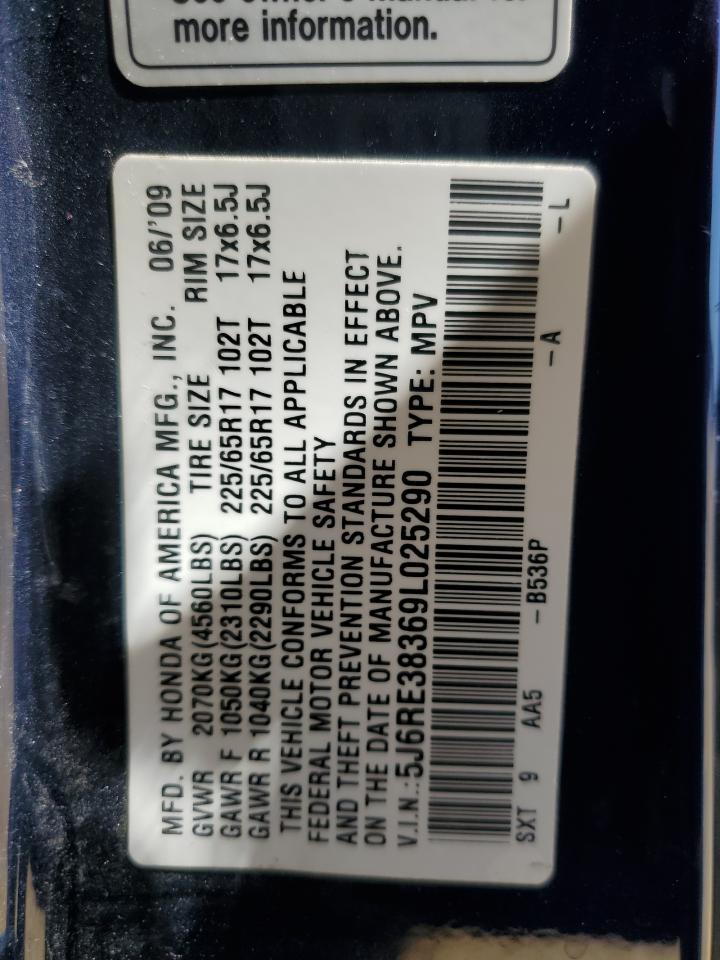 more information.
MFD. BY HONDA OF AMERICA MFG., INC. 06/'09
GVWR 2070KG(4560LBS) TIRE SIZE RIM SIZE
GAWR F 1050KG(2310LBS) 225/65R17 102T 17x6.5J
GAWR R 1040KG(2290LBS) 225/65R17 102T 17x6.5J
THIS VEHICLE CONFORMS TO ALL APPLICABLE
FEDERAL MOTOR VEHICLE SAFETY
AND THEFT PREVENTION STANDARDS IN EFFECT
ON THE DATE OF MANUFACTURE SHOWN ABOVE.
V.I.N.:5J6RE38369L025290 TYPE: MPV
SXT 9 AA5 – B536P – A – L